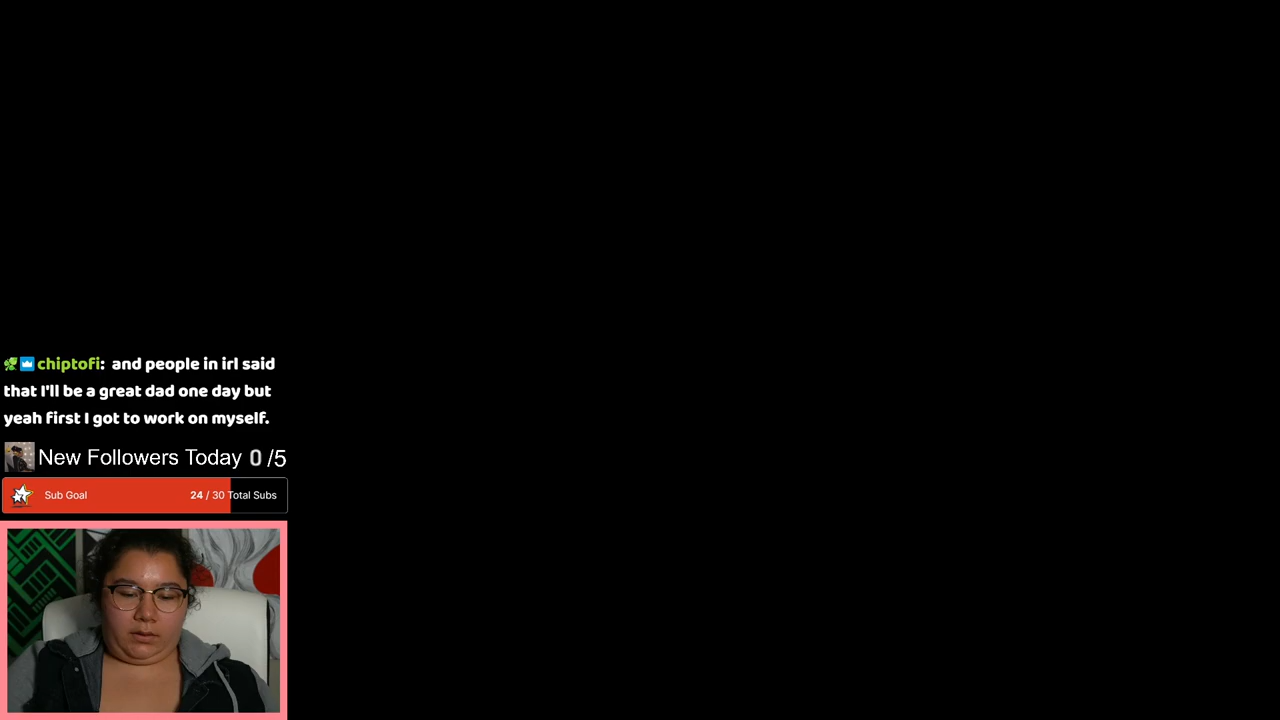 chiptofi: and people in irl said
that I'll be a great dad one day but
yeah first I got to work on myself.
New Followers Today 0 /5
Sub Goal 24 / 30 Total Subs